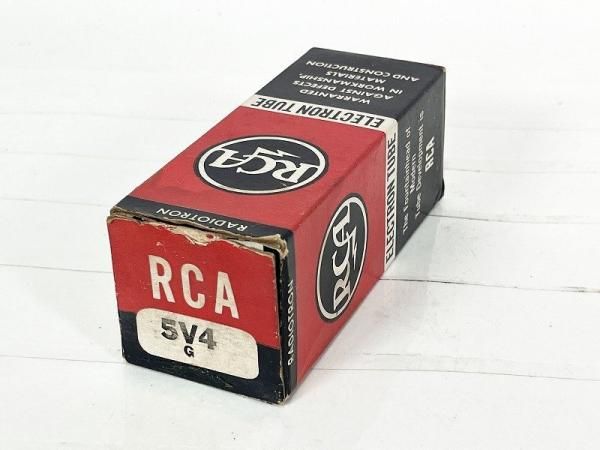 RCA
5V4
G
RADIOTRON
RCA
ELECTRON TUBE
WARRANTED
AGAINST DEFECTS
IN WORKMANSHIP,
MATERIALS
AND CONSTRUCTION
RADIOTRON
RCA
ELECTRON TUBE
The Fountainhead of
Modern
Tube Development is
RCA